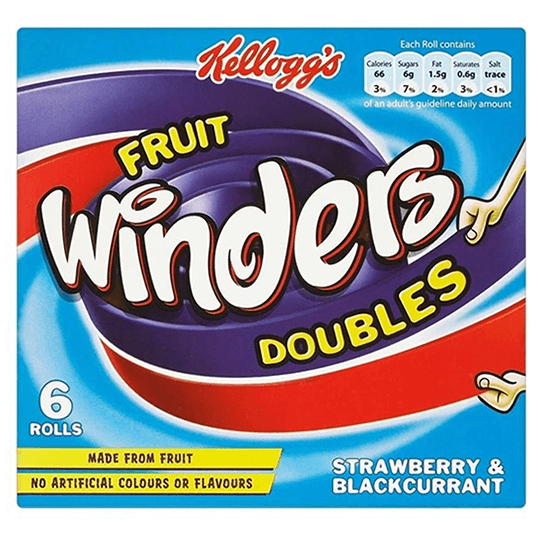 Kellogg's
Each Roll contains
Calories Sugars Fat Saturates Salt
66 6g 1.5g 0.6g trace
3% 7% 2% 3% <1%
of an adult's guideline daily amount
FRUIT
Winders
DOUBLES
6
ROLLS
MADE FROM FRUIT
NO ARTIFICIAL COLOURS OR FLAVOURS
STRAWBERRY &
BLACKCURRANT